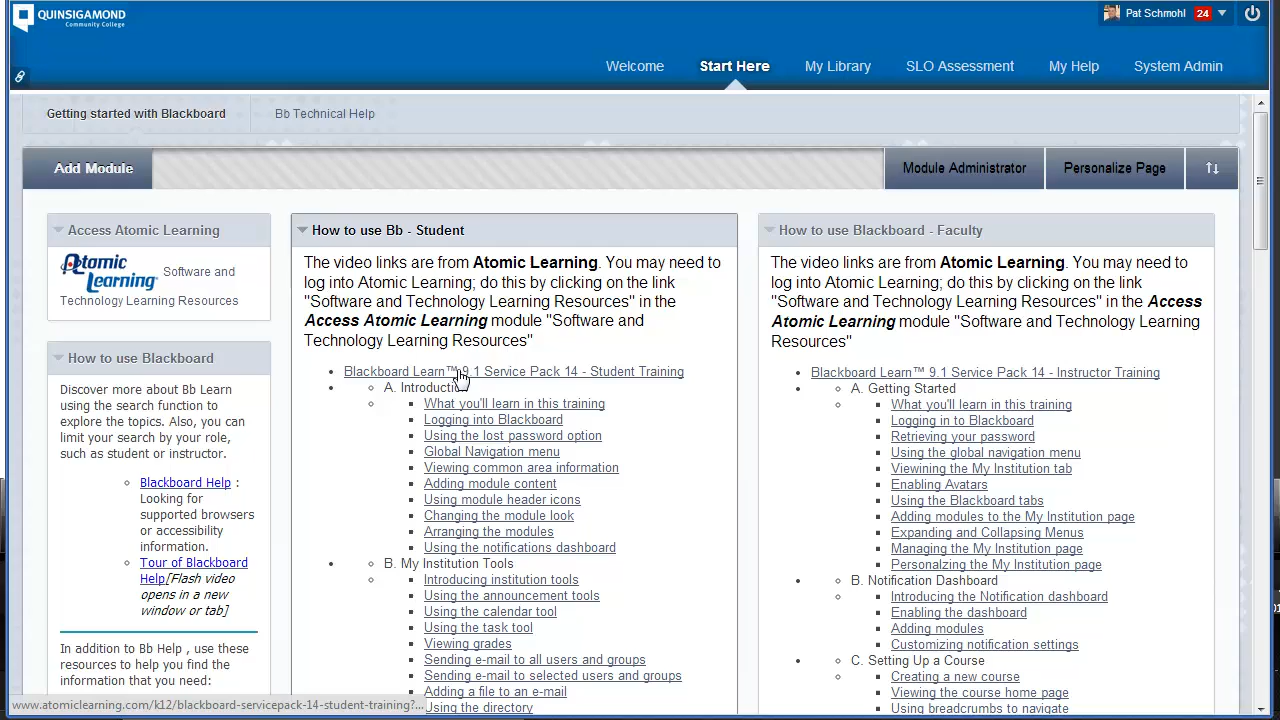 QUINSIGAMOND
Community College
Pat Schmohl 24
Welcome Start Here My Library SLO Assessment My Help System Admin
Getting started with Blackboard Bb Technical Help
Add Module Module Administrator Personalize Page
Access Atomic Learning
Atomic Learning Software and
Technology Learning Resources
How to use Blackboard
Discover more about Bb Learn
using the search function to
explore the topics. Also, you can
limit your search by your role,
such as student or instructor.
Blackboard Help :
Looking for
supported browsers
or accessibility
information.
Tour of Blackboard
Help[Flash video
opens in a new
window or tab]
In addition to Bb Help , use these
resources to help you find the
information that you need:
How to use Bb - Student
The video links are from Atomic Learning. You may need to
log into Atomic Learning; do this by clicking on the link
"Software and Technology Learning Resources" in the
Access Atomic Learning module "Software and
Technology Learning Resources"
Blackboard Learn™ 9.1 Service Pack 14 - Student Training
A. Introduction
What you'll learn in this training
Logging into Blackboard
Using the lost password option
Global Navigation menu
Viewing common area information
Adding module content
Using module header icons
Changing the module look
Arranging the modules
Using the notifications dashboard
B. My Institution Tools
Introducing institution tools
Using the announcement tools
Using the calendar tool
Using the task tool
Viewing grades
Sending e-mail to all users and groups
Sending e-mail to selected users and groups
Adding a file to an e-mail
Using the directory
How to use Blackboard - Faculty
The video links are from Atomic Learning. You may need to
log into Atomic Learning; do this by clicking on the link
"Software and Technology Learning Resources" in the Access
Atomic Learning module "Software and Technology Learning
Resources"
Blackboard Learn™ 9.1 Service Pack 14 - Instructor Training
A. Getting Started
What you'll learn in this training
Logging in to Blackboard
Retrieving your password
Using the global navigation menu
Viewining the My Institution tab
Enabling Avatars
Using the Blackboard tabs
Adding modules to the My Institution page
Expanding and Collapsing Menus
Managing the My Institution page
Personalzing the My Institution page
B. Notification Dashboard
Introducing the Notification dashboard
Enabling the dashboard
Adding modules
Customizing notification settings
C. Setting Up a Course
Creating a new course
Viewing the course home page
Using breadcrumbs to navigate
www.atomiclearning.com/k12/blackboard-servicepack-14-student-training?...